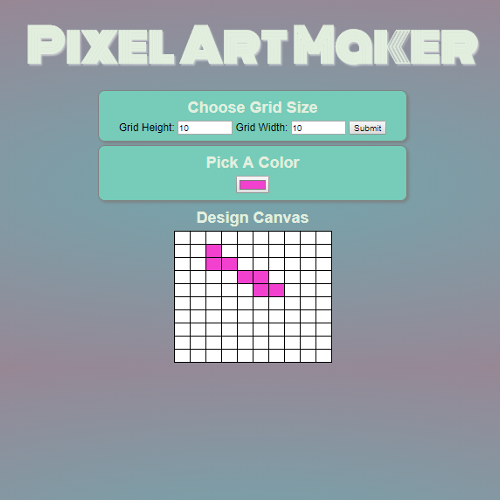 Pixel Art Maker
Choose Grid Size
Grid Height: 10 Grid Width: 10 Submit
Pick A Color
Design Canvas